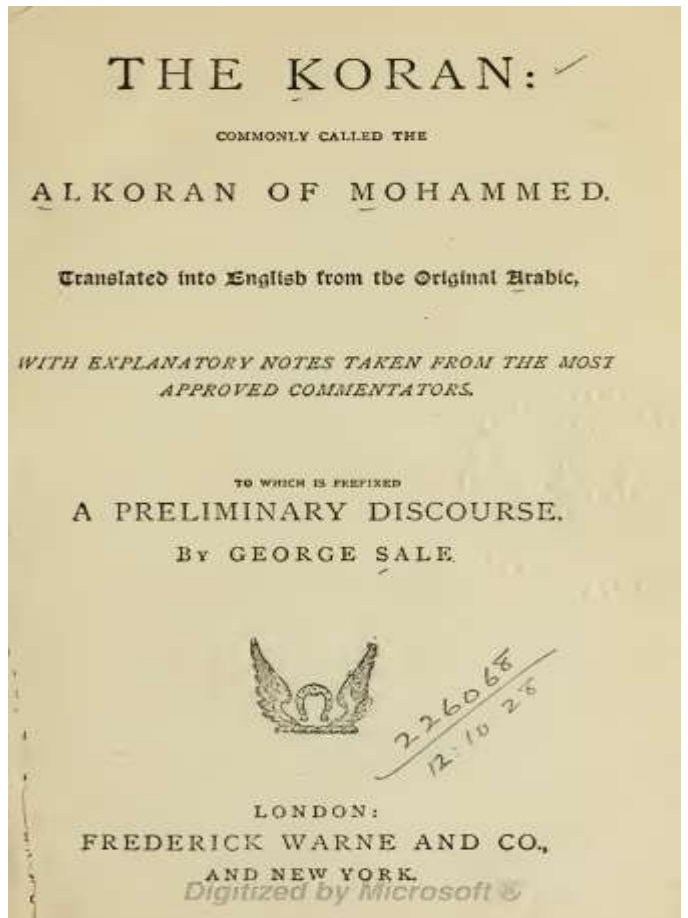 THE KORAN:
COMMONLY CALLED THE
ALKORAN OF MOHAMMED.
Translated into English from the Original Arabic,
WITH EXPLANATORY NOTES TAKEN FROM THE MOST
APPROVED COMMENTATORS.
TO WHICH IS PREFIXED
A PRELIMINARY DISCOURSE.
BY GEORGE SALE.
226068
12.10 28
LONDON:
FREDERICK WARNE AND CO.,
AND NEW YORK.
Digitized by Microsoft ®